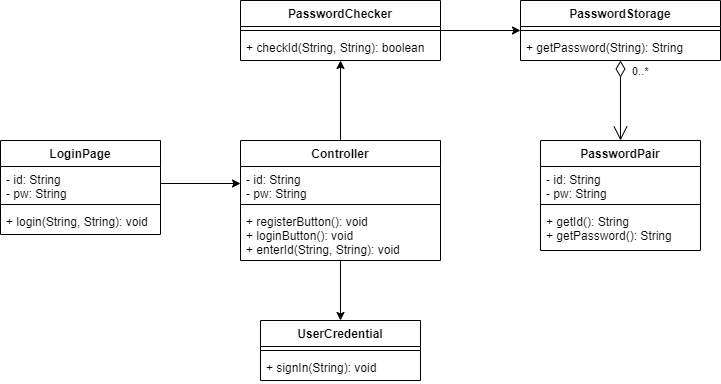 PasswordChecker
+ checkId(String, String): boolean
PasswordStorage
+ getPassword(String): String
0..*
LoginPage
- id: String
- pw: String
+ login(String, String): void
Controller
- id: String
- pw: String
+ registerButton(): void
+ loginButton(): void
+ enterId(String, String): void
PasswordPair
- id: String
- pw: String
+ getId(): String
+ getPassword(): String
UserCredential
+ signIn(String): void